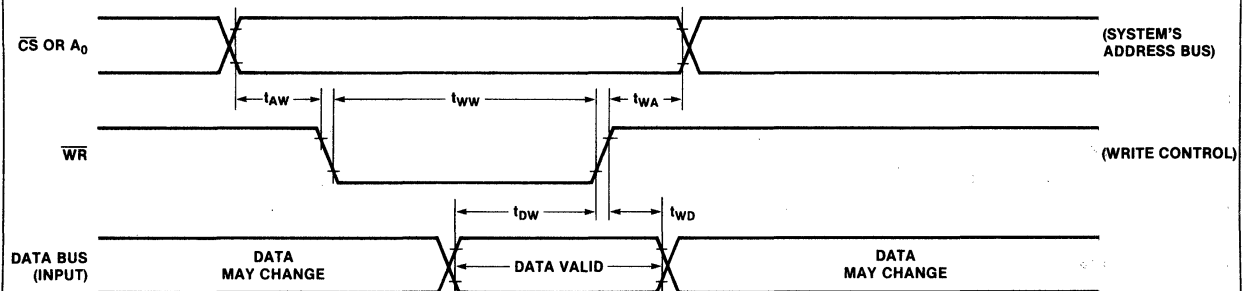 CS OR A0
(SYSTEM'S
ADDRESS BUS)
tAW
tWW
tWA
WR
(WRITE CONTROL)
tDW
tWD
DATA BUS
(INPUT)
DATA
MAY CHANGE
DATA VALID
DATA
MAY CHANGE